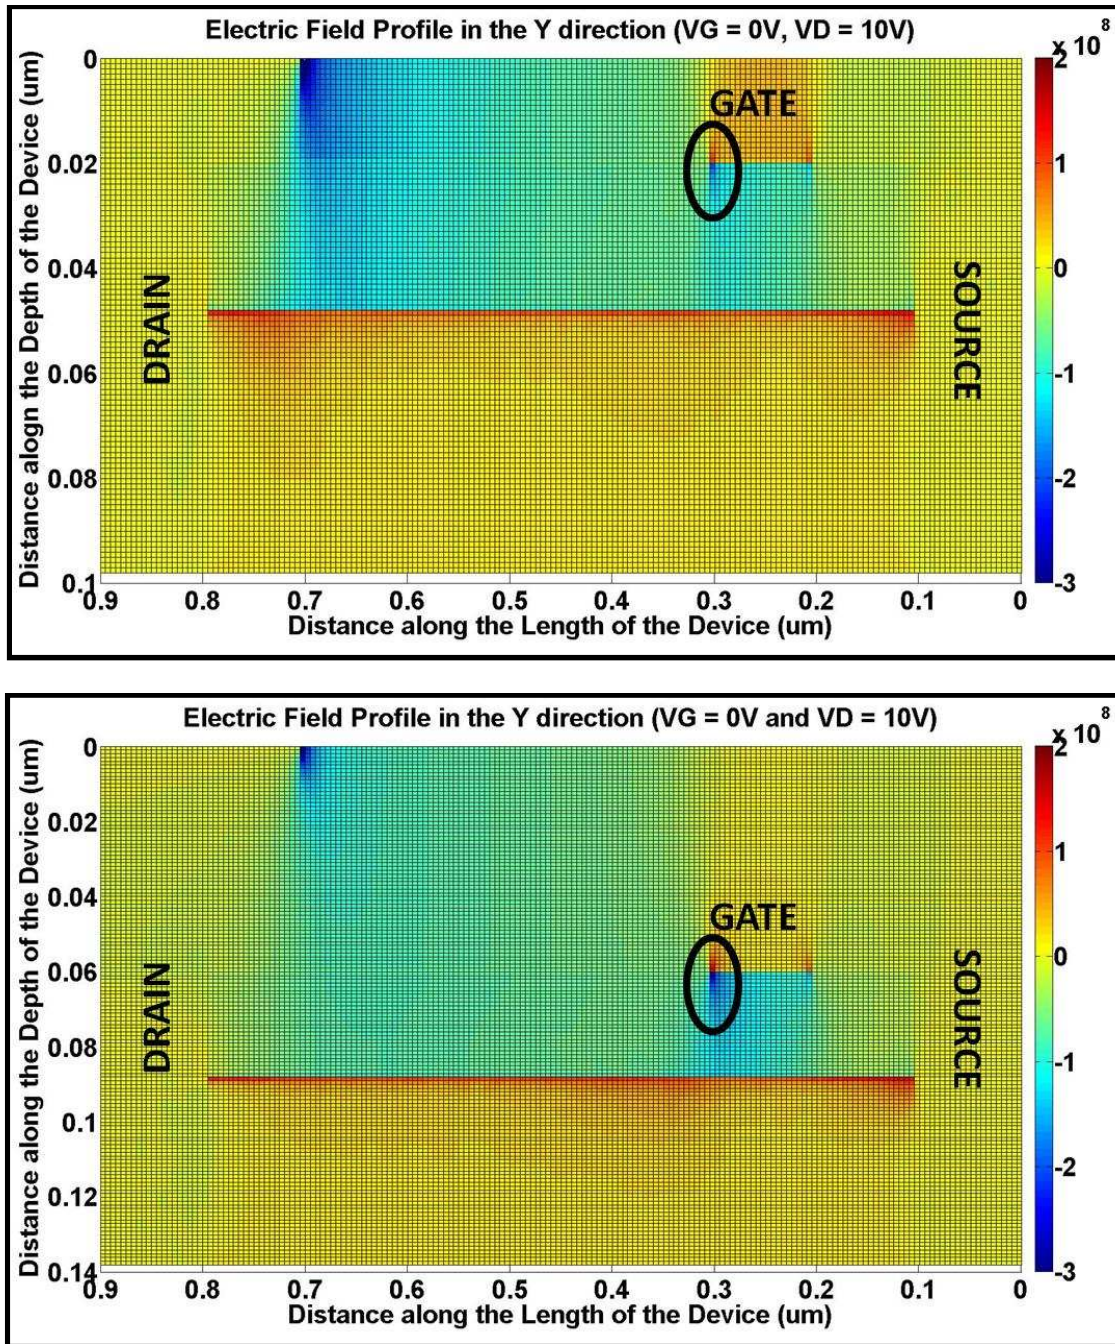 Electric Field Profile in the Y direction (VG = 0V, VD = 10V)
x 10^8
Distance alogn the Depth of the Device (um)
0
0.02
0.04
0.06
0.08
0.1
GATE
DRAIN
SOURCE
2
1
0
-1
-2
-3
0.9 0.8 0.7 0.6 0.5 0.4 0.3 0.2 0.1 0
Distance along the Length of the Device (um)
Electric Field Profile in the Y direction (VG = 0V and VD = 10V)
x 10^8
Distance along the Depth of the Device (um)
0
0.02
0.04
0.06
0.08
0.1
0.12
0.14
GATE
DRAIN
SOURCE
2
1
0
-1
-2
-3
0.9 0.8 0.7 0.6 0.5 0.4 0.3 0.2 0.1 0
Distance along the Length of the Device (um)